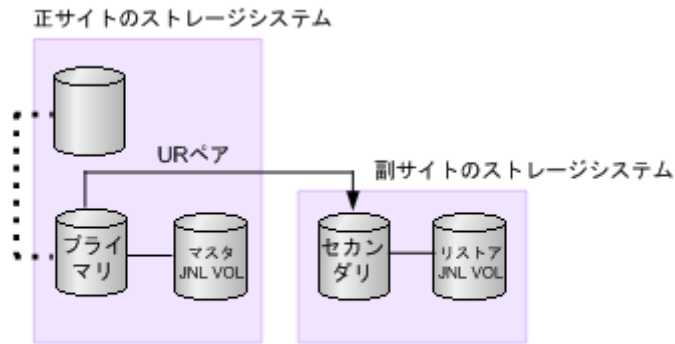 正サイトのストレージシステム
URペア
副サイトのストレージシステム
プライ
マリ
マスタ
JNL VOL
セカン
ダリ
リストア
JNL VOL